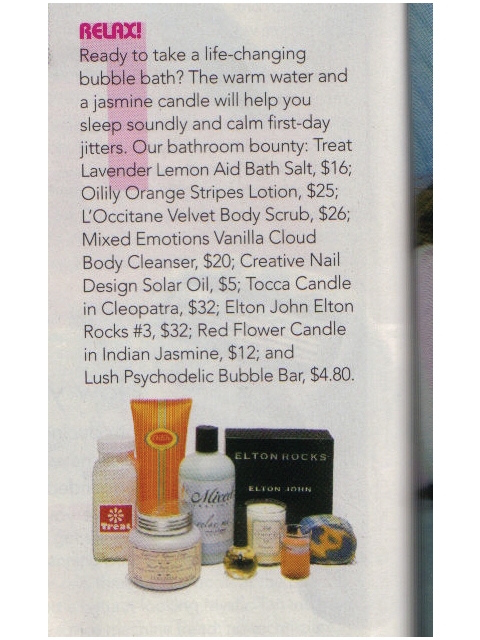 RELAX!
Ready to take a life-changing
bubble bath? The warm water and
a jasmine candle will help you
sleep soundly and calm first-day
jitters. Our bathroom bounty: Treat
Lavender Lemon Aid Bath Salt, $16;
Oilily Orange Stripes Lotion, $25;
L'Occitane Velvet Body Scrub, $26;
Mixed Emotions Vanilla Cloud
Body Cleanser, $20; Creative Nail
Design Solar Oil, $5; Tocca Candle
in Cleopatra, $32; Elton John Elton
Rocks #3, $32; Red Flower Candle
in Indian Jasmine, $12; and
Lush Psychodelic Bubble Bar, $4.80.
ELTON ROCKS
ELTON JOHN
Mixed
Treat